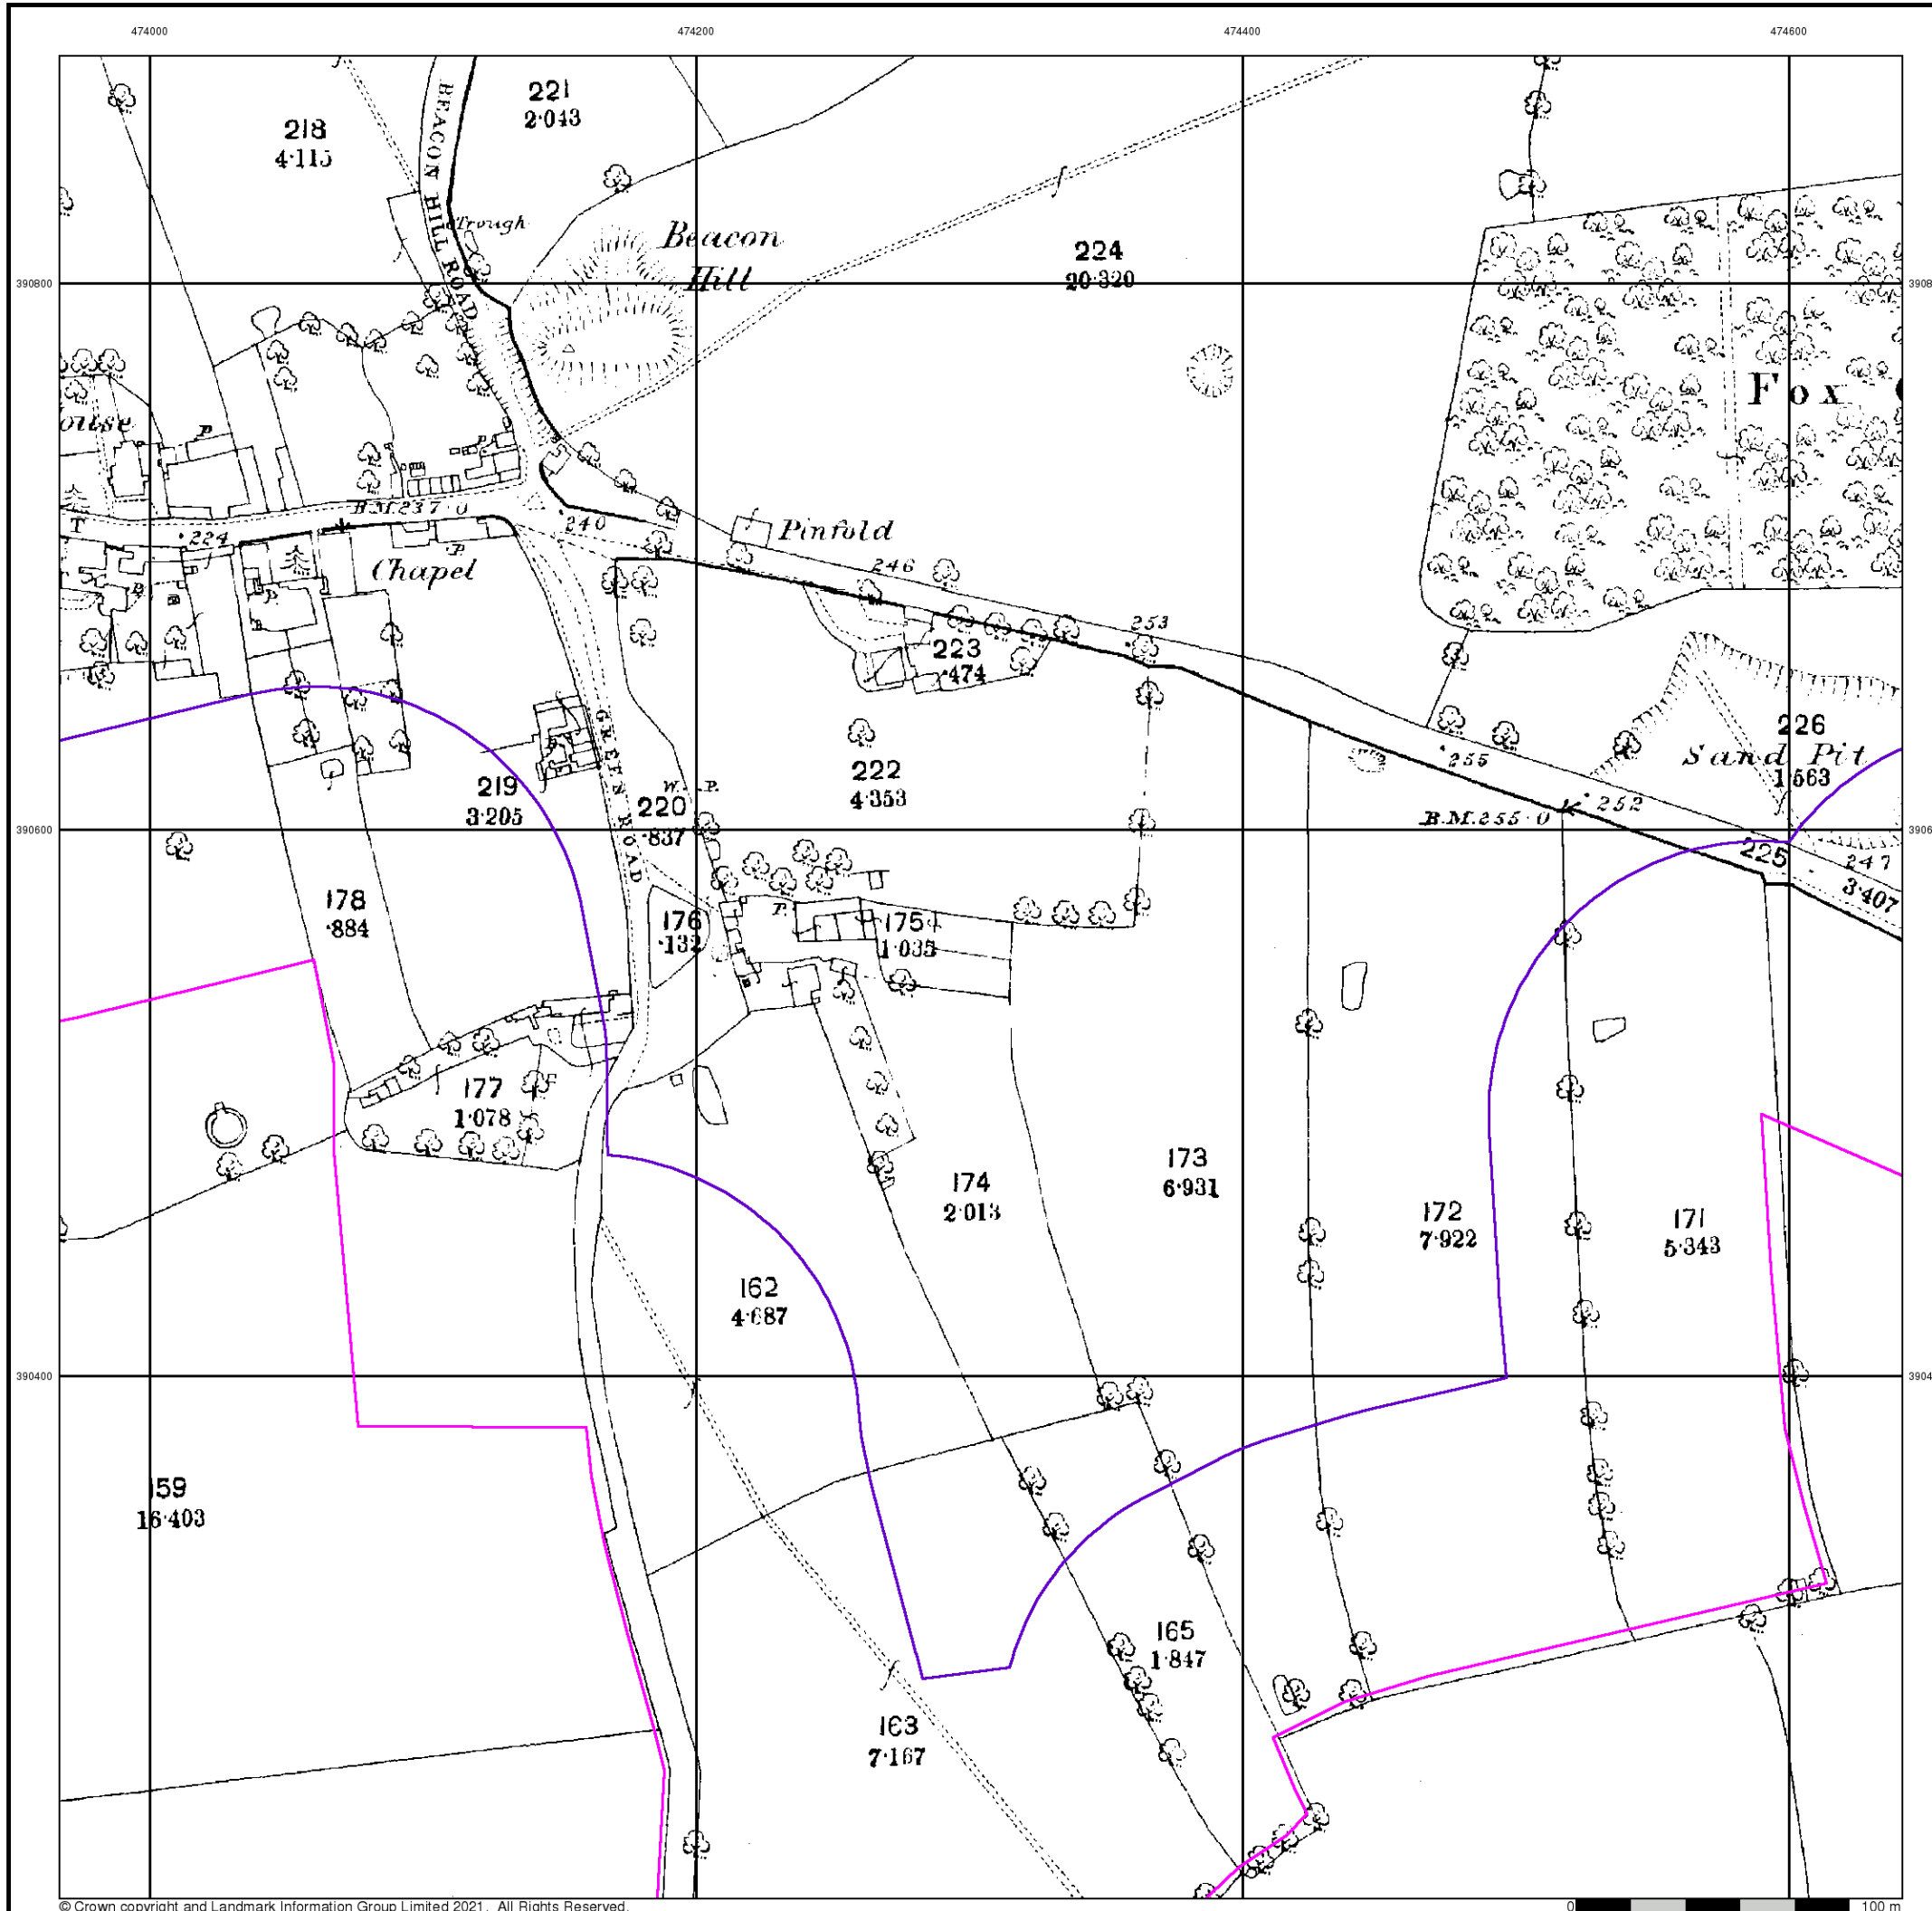 474000
474200
474400
474600
221
2·043
218
4·115
BEACON HILL ROAD
Trough
Beacon
Hill
224
20·320
390800
3908
Fox
ouse
P
P
B.M.237·0
T
240
224
Pinfold
P.
Chapel
246
P.
P.
253
223
·474
226
Sand Pit
1·563
GREEN ROAD
255
222
4·353
219
3·205
W. P.
220
·837
252
B.M.255·0
390600
3906
225
247
3·407
178
·884
176
·132
P.
175
1·035
177
1·078
F
174
2·013
173
6·931
172
7·922
171
5·343
162
4·687
390400
3904
159
16·403
165
1·847
163
7·167
© Crown copyright and Landmark Information Group Limited 2021. All Rights Reserved.
0
100 m